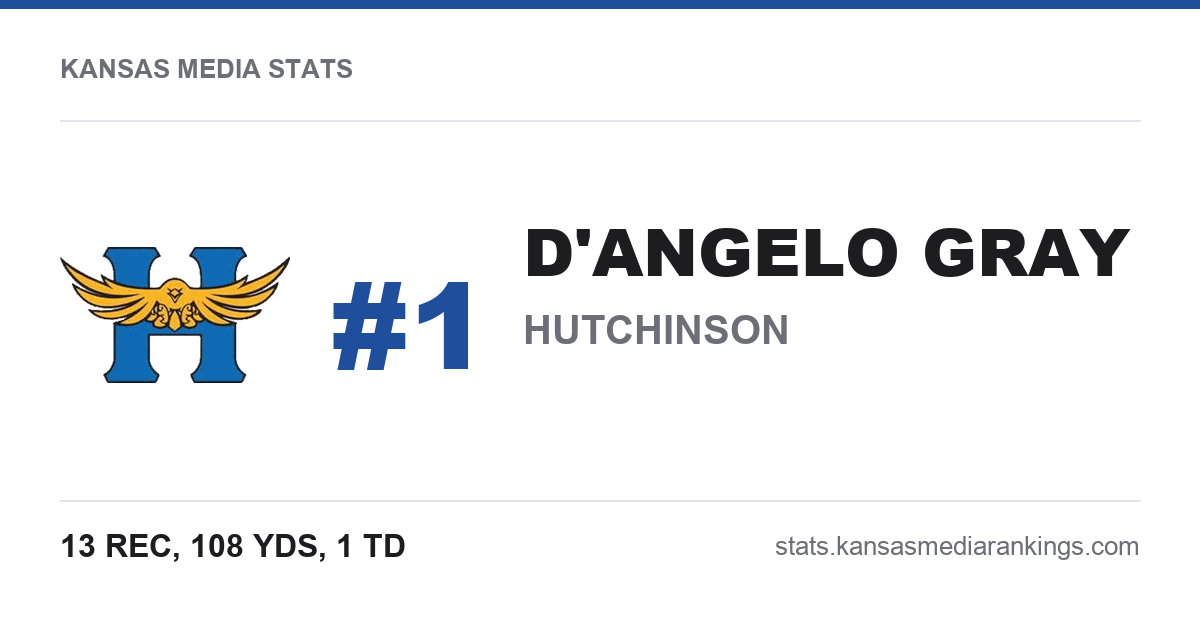 KANSAS MEDIA STATS
H
#1
D'ANGELO GRAY
HUTCHINSON
13 REC, 108 YDS, 1 TD
stats.kansasmediarankings.com